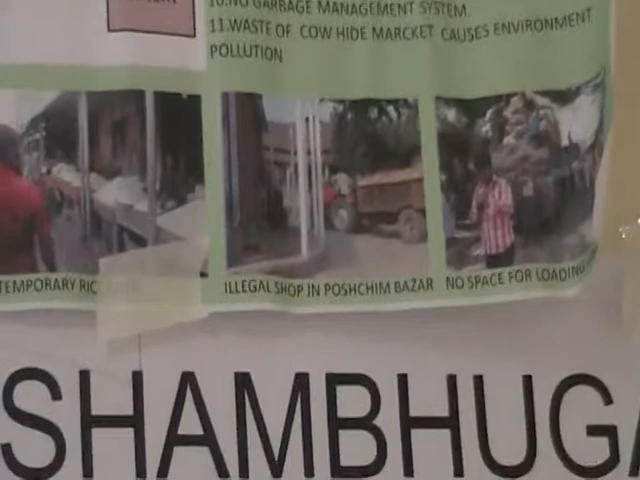 10.NO GARBAGE MANAGEMENT SYSTEM.
11.WASTE OF COW HIDE MARCKET CAUSES ENVIRONMENT
POLLUTION
TEMPORARY RIC
ILLEGAL SHOP IN POSHCHIM BAZAR
NO SPACE FOR LOADING
SHAMBHUGA